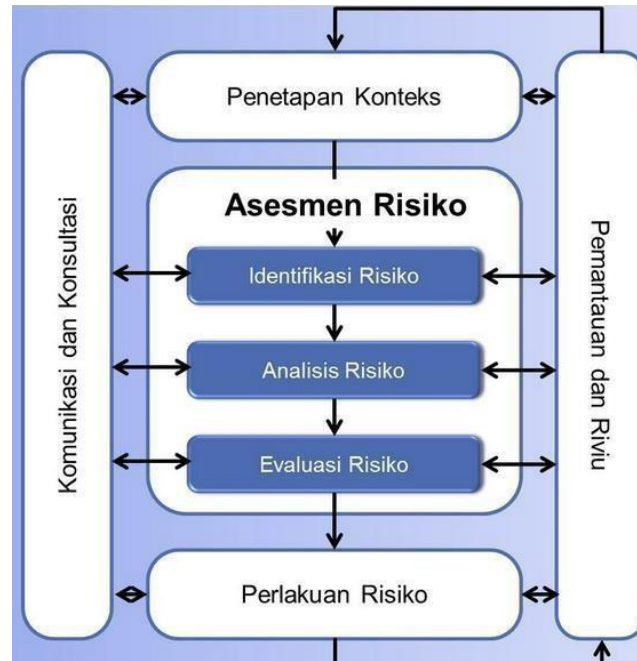 Penetapan Konteks
Komunikasi dan Konsultasi
Asesmen Risiko
Identifikasi Risiko
Analisis Risiko
Evaluasi Risiko
Pemantauan dan Riviu
Perlakuan Risiko